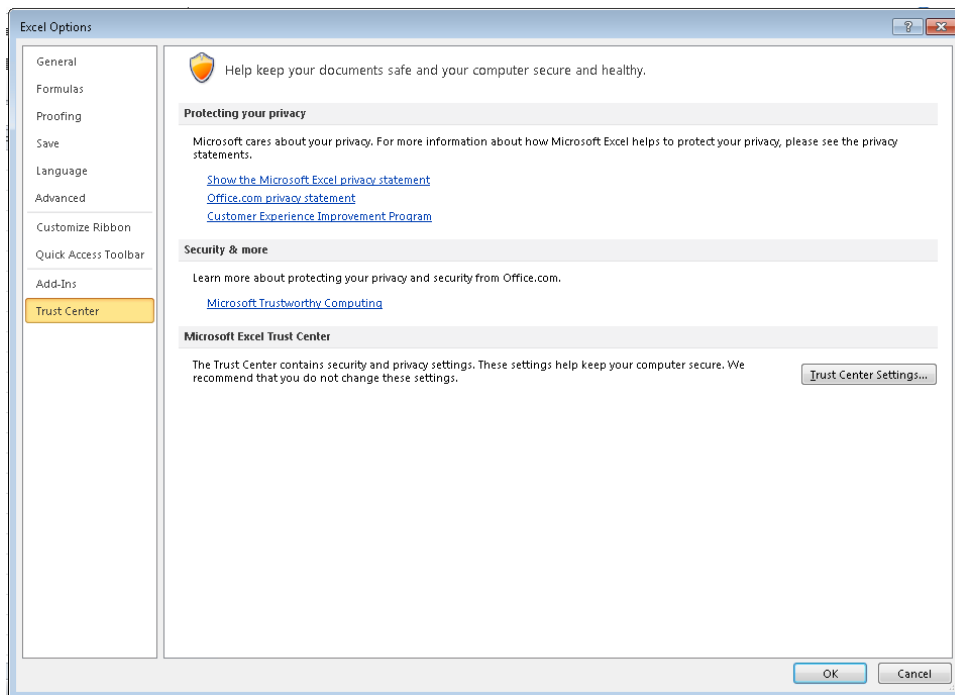 Excel Options
General
Formulas
Proofing
Save
Language
Advanced
Customize Ribbon
Quick Access Toolbar
Add-Ins
Trust Center
Help keep your documents safe and your computer secure and healthy.
Protecting your privacy
Microsoft cares about your privacy. For more information about how Microsoft Excel helps to protect your privacy, please see the privacy
statements.
Show the Microsoft Excel privacy statement
Office.com privacy statement
Customer Experience Improvement Program
Security & more
Learn more about protecting your privacy and security from Office.com.
Microsoft Trustworthy Computing
Microsoft Excel Trust Center
The Trust Center contains security and privacy settings. These settings help keep your computer secure. We
recommend that you do not change these settings.
Trust Center Settings...
OK
Cancel